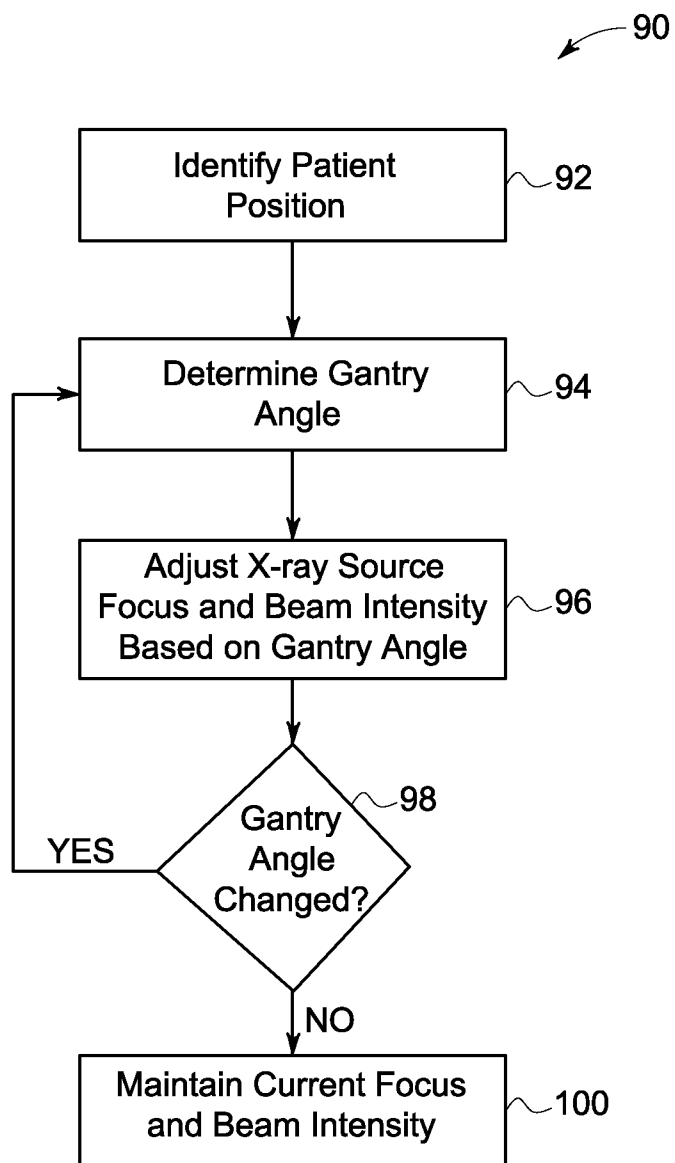 90
Identify Patient
Position
92
Determine Gantry
Angle
94
Adjust X-ray Source
Focus and Beam Intensity
Based on Gantry Angle
96
Gantry
Angle
Changed?
98
YES
NO
Maintain Current Focus
and Beam Intensity
100